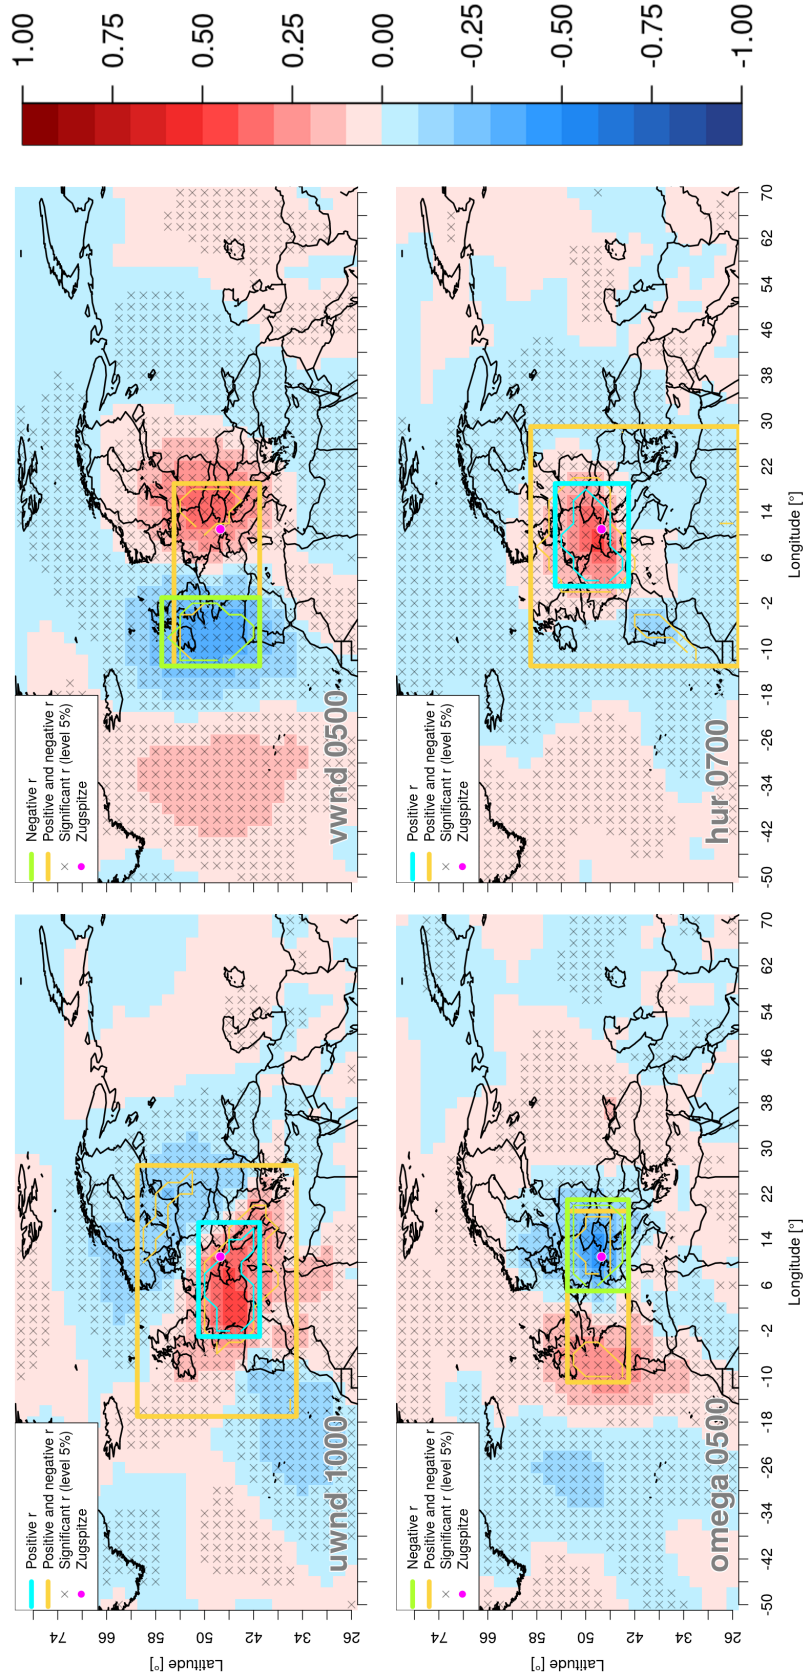 Positive r
Positive and negative r
Significant r (level 5%)
Zugspitze
uwnd 1000
Negative r
Positive and negative r
Significant r (level 5%)
Zugspitze
vwnd 0500
Negative r
Positive and negative r
Significant r (level 5%)
Zugspitze
omega 0500
Positive r
Positive and negative r
Significant r (level 5%)
Zugspitze
hur 0700
Latitude [°]
74 66 58 50 42 34 26
Latitude [°]
74 66 58 50 42 34 26
-50 -42 -34 -26 -18 -10 -2 6 14 22 30 38 46 54 62 70
Longitude [°]
-50 -42 -34 -26 -18 -10 -2 6 14 22 30 38 46 54 62 70
Longitude [°]
1.00
0.75
0.50
0.25
0.00
-0.25
-0.50
-0.75
-1.00